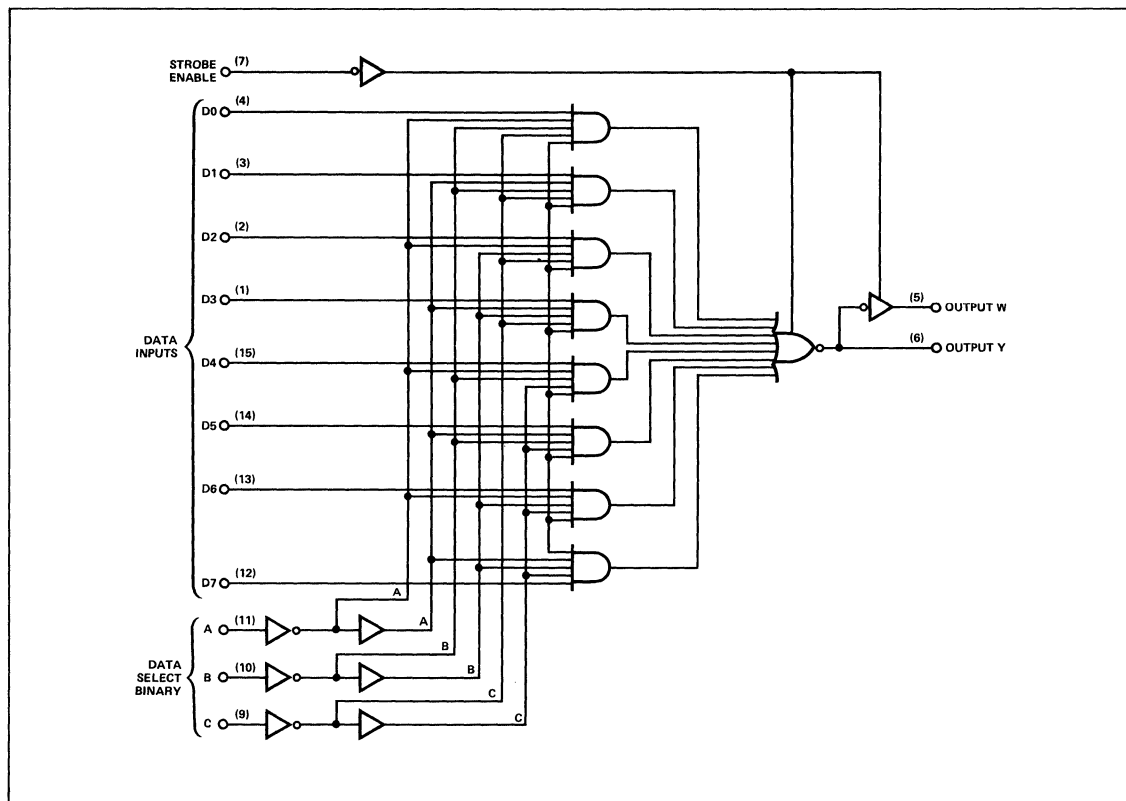 STROBE
ENABLE
(7)
D0 (4)
D1 (3)
D2 (2)
D3 (1)
DATA
INPUTS
D4 (15)
D5 (14)
D6 (13)
D7 (12)
A
A (11)
A
B
DATA
SELECT
BINARY
B (10)
B
C
C (9)
C
(5)
OUTPUT W
(6)
OUTPUT Y